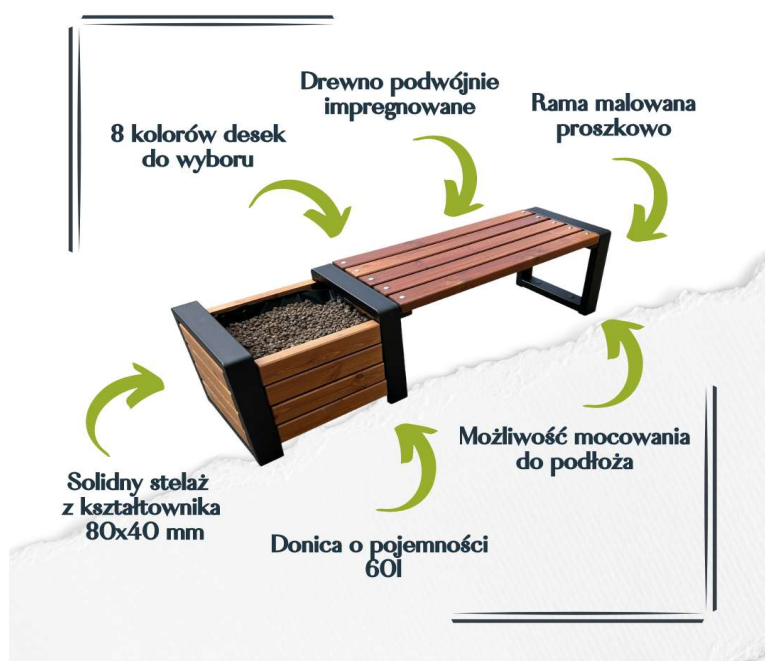 Drewno podwójnie
impregnowane
Rama malowana
proszkowo
8 kolorów desek
do wyboru
Możliwość mocowania
do podłoża
Solidny stelaż
z kształtownika
80x40 mm
Donica o pojemności
60l